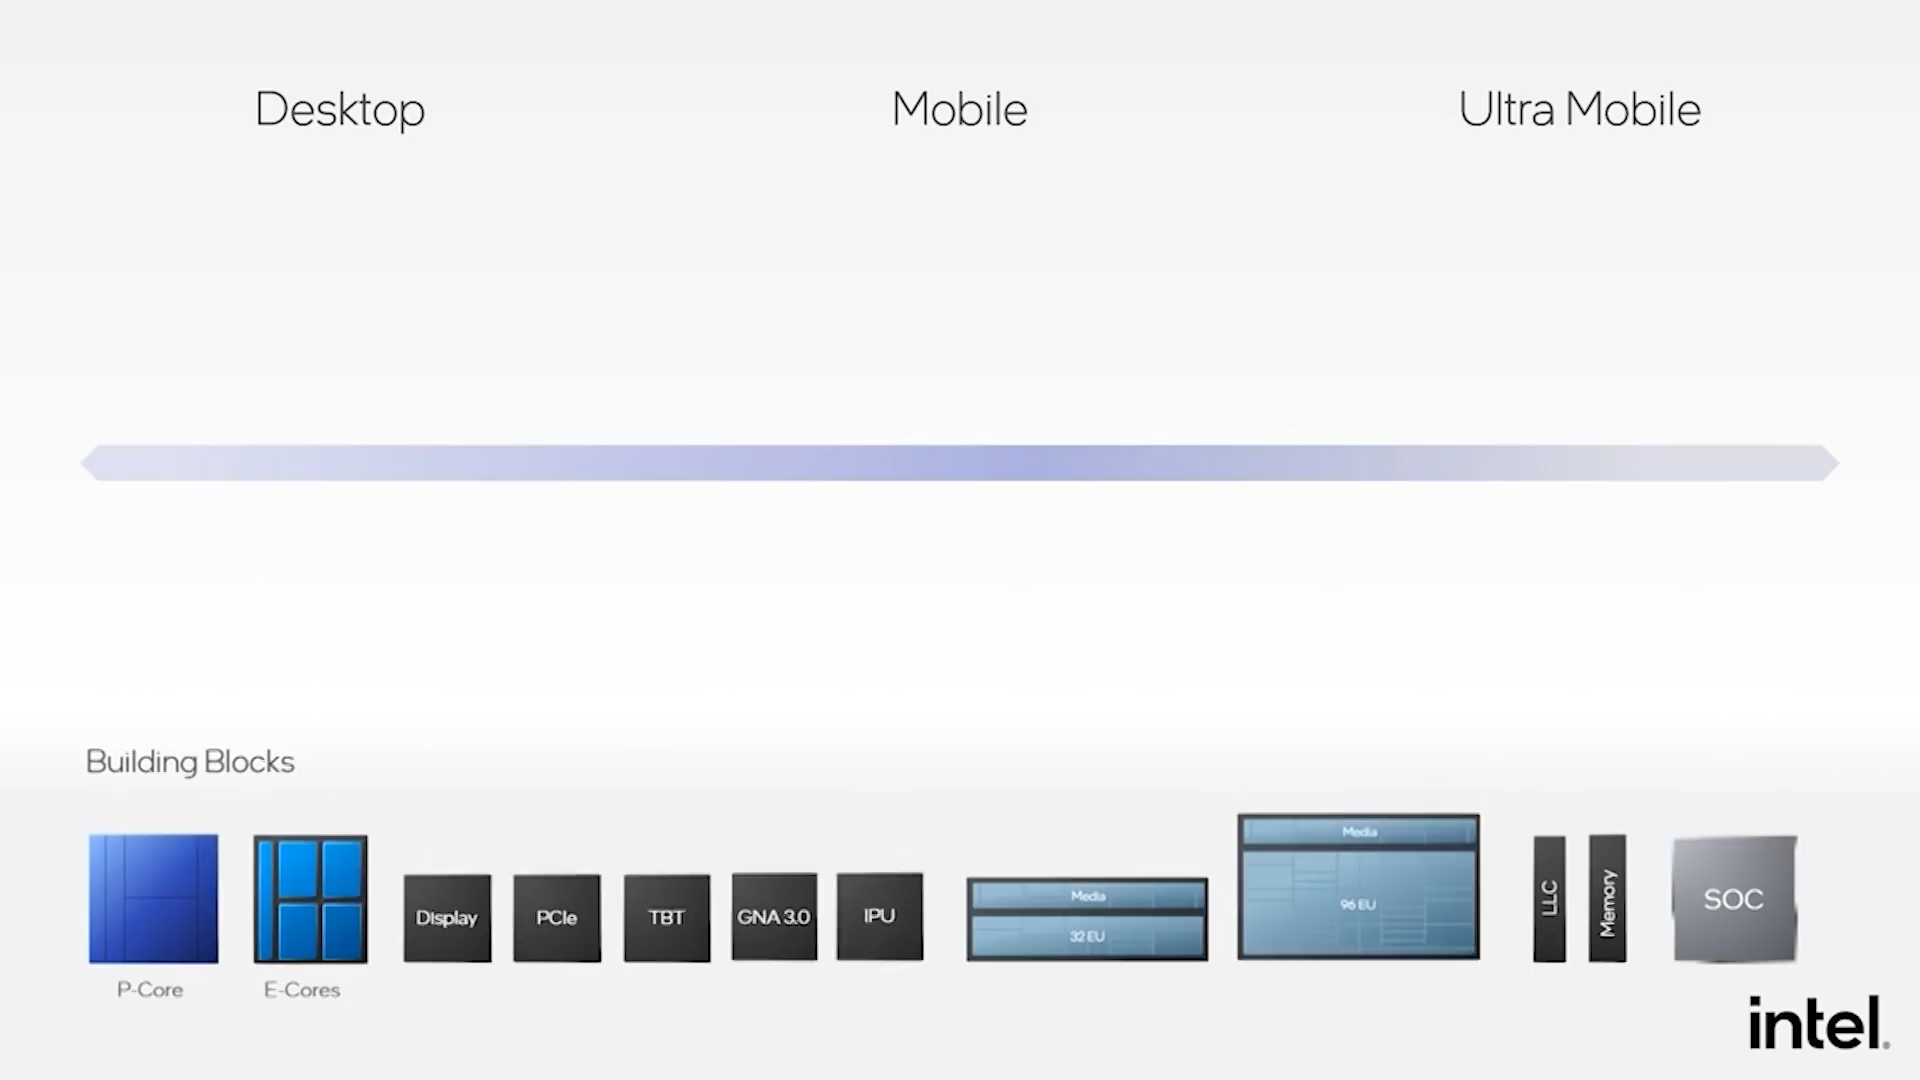 Desktop
Mobile
Ultra Mobile
Building Blocks
P-Core
E-Cores
Display
PCIe
TBT
GNA 3.0
IPU
Media
32 EU
Media
96 EU
LLC
Memory
SOC
intel.